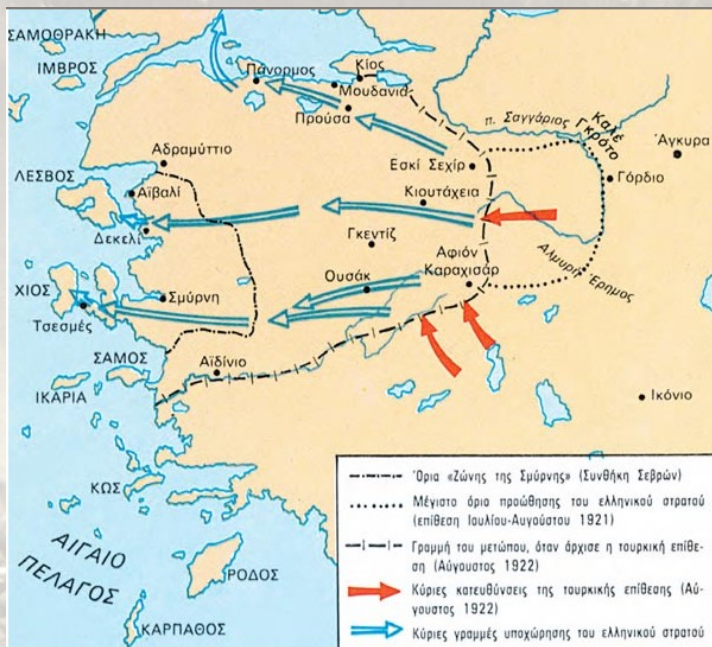 ΣΑΜΟΘΡΑΚΗ
ΙΜΒΡΟΣ
Πάνορμος
Κίος
Μουδανιά
Προύσα
π. Σαγγάριος
Καλέ
Γκρότο
Άγκυρα
Αδραμύττιο
Εσκί Σεχίρ
Γόρδιο
ΛΕΣΒΟΣ
Αϊβαλί
Κιουτάχεια
Δεκελί
Γκεντίζ
Αφιόν
Καραχισάρ
Αλμυρή Έρημος
ΧΙΟΣ
Ουσάκ
Σμύρνη
Τσεσμές
ΣΑΜΟΣ
Αϊδίνιο
ΙΚΑΡΙΑ
Ικόνιο
ΚΩΣ
ΑΙΓΑΙΟ
ΠΕΛΑΓΟΣ
ΡΟΔΟΣ
ΚΑΡΠΑΘΟΣ
Όρια «Ζώνης της Σμύρνης» (Συνθήκη Σεβρών)
Μέγιστο όριο προώθησης του ελληνικού στρατού
(επίθεση Ιουλίου-Αυγούστου 1921)
Γραμμή του μετώπου, όταν άρχισε η τουρκική επίθε-
ση (Αύγουστος 1922)
Κύριες κατευθύνσεις της τουρκικής επίθεσης (Αύ-
γουστος 1922)
Κύριες γραμμές υποχώρησης του ελληνικού στρατού